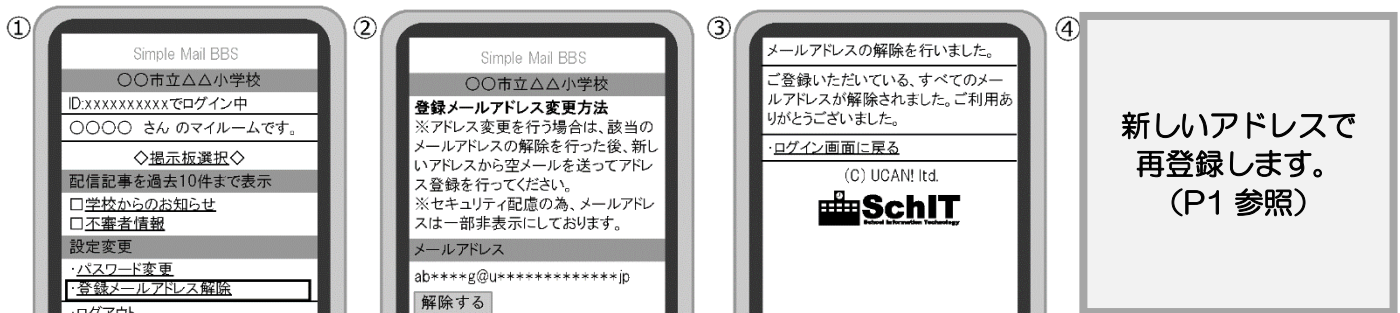 ①
Simple Mail BBS
〇〇市立△△小学校
ID:xxxxxxxxxxでログイン中
〇〇〇〇 さん のマイルームです。
◇掲示板選択◇
配信記事を過去10件まで表示
□学校からのお知らせ
□不審者情報
設定変更
・パスワード変更
・登録メールアドレス解除
・ログアウト
②
Simple Mail BBS
〇〇市立△△小学校
登録メールアドレス変更方法
※アドレス変更を行う場合は、該当の
メールアドレスの解除を行った後、新し
いアドレスから空メールを送ってアドレ
ス登録を行ってください。
※セキュリティ配慮の為、メールアドレ
スは一部非表示にしております。
メールアドレス
ab****g@u*************jp
解除する
③
メールアドレスの解除を行いました。
ご登録いただいている、すべてのメー
ルアドレスが解除されました。ご利用あ
りがとうございました。
・ログイン画面に戻る
(C) UCAN! ltd.
SchIT
School Information Technology
④
新しいアドレスで
再登録します。
（P1 参照）